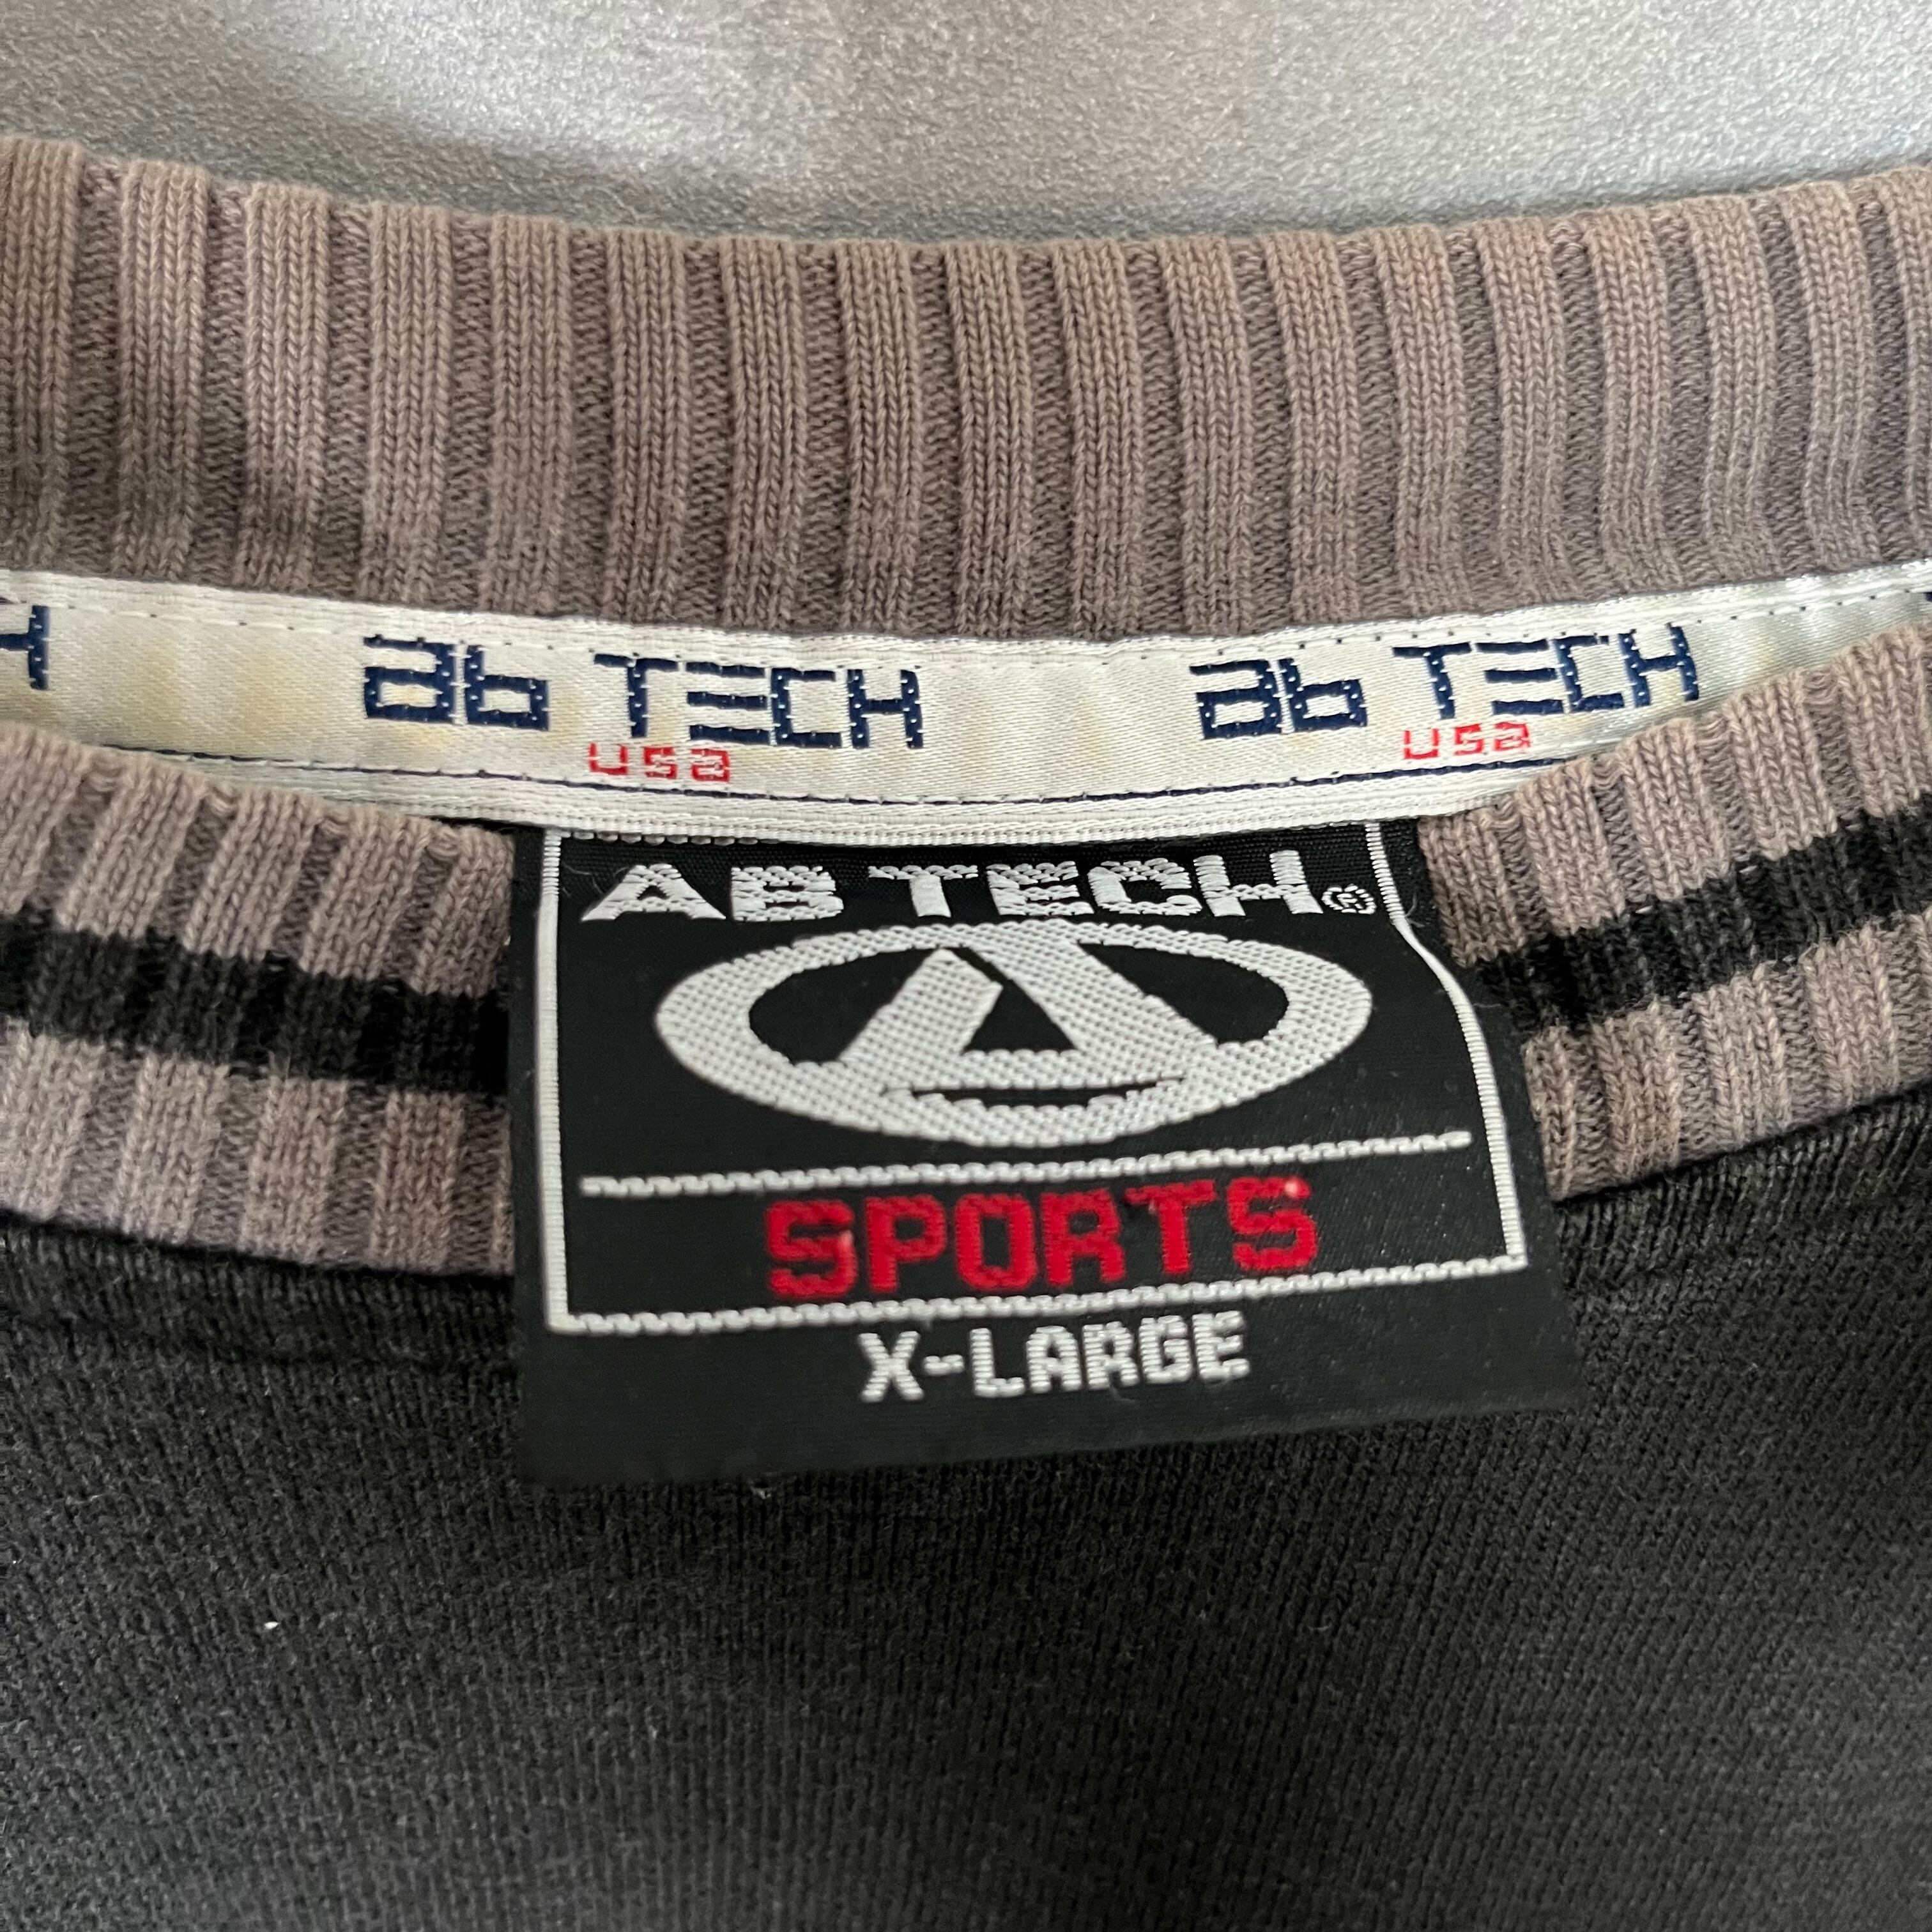 H ab TECH ab TECH
usa usa
AB TECH®
SPORTS
X-LARGE